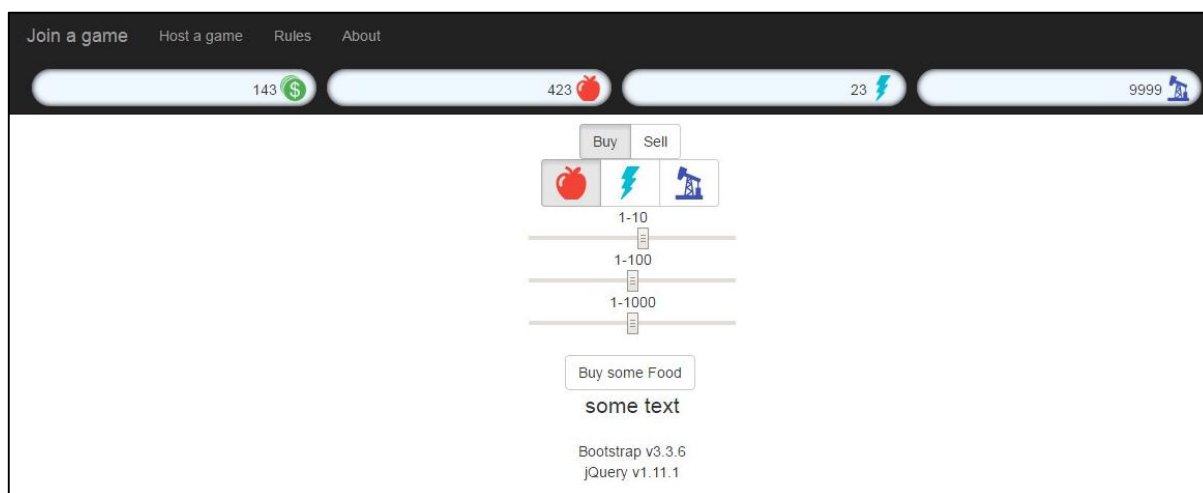 Join a game Host a game Rules About
143 $ 423 23 9999
Buy Sell
1-10
1-100
1-1000
Buy some Food
some text
Bootstrap v3.3.6
jQuery v1.11.1